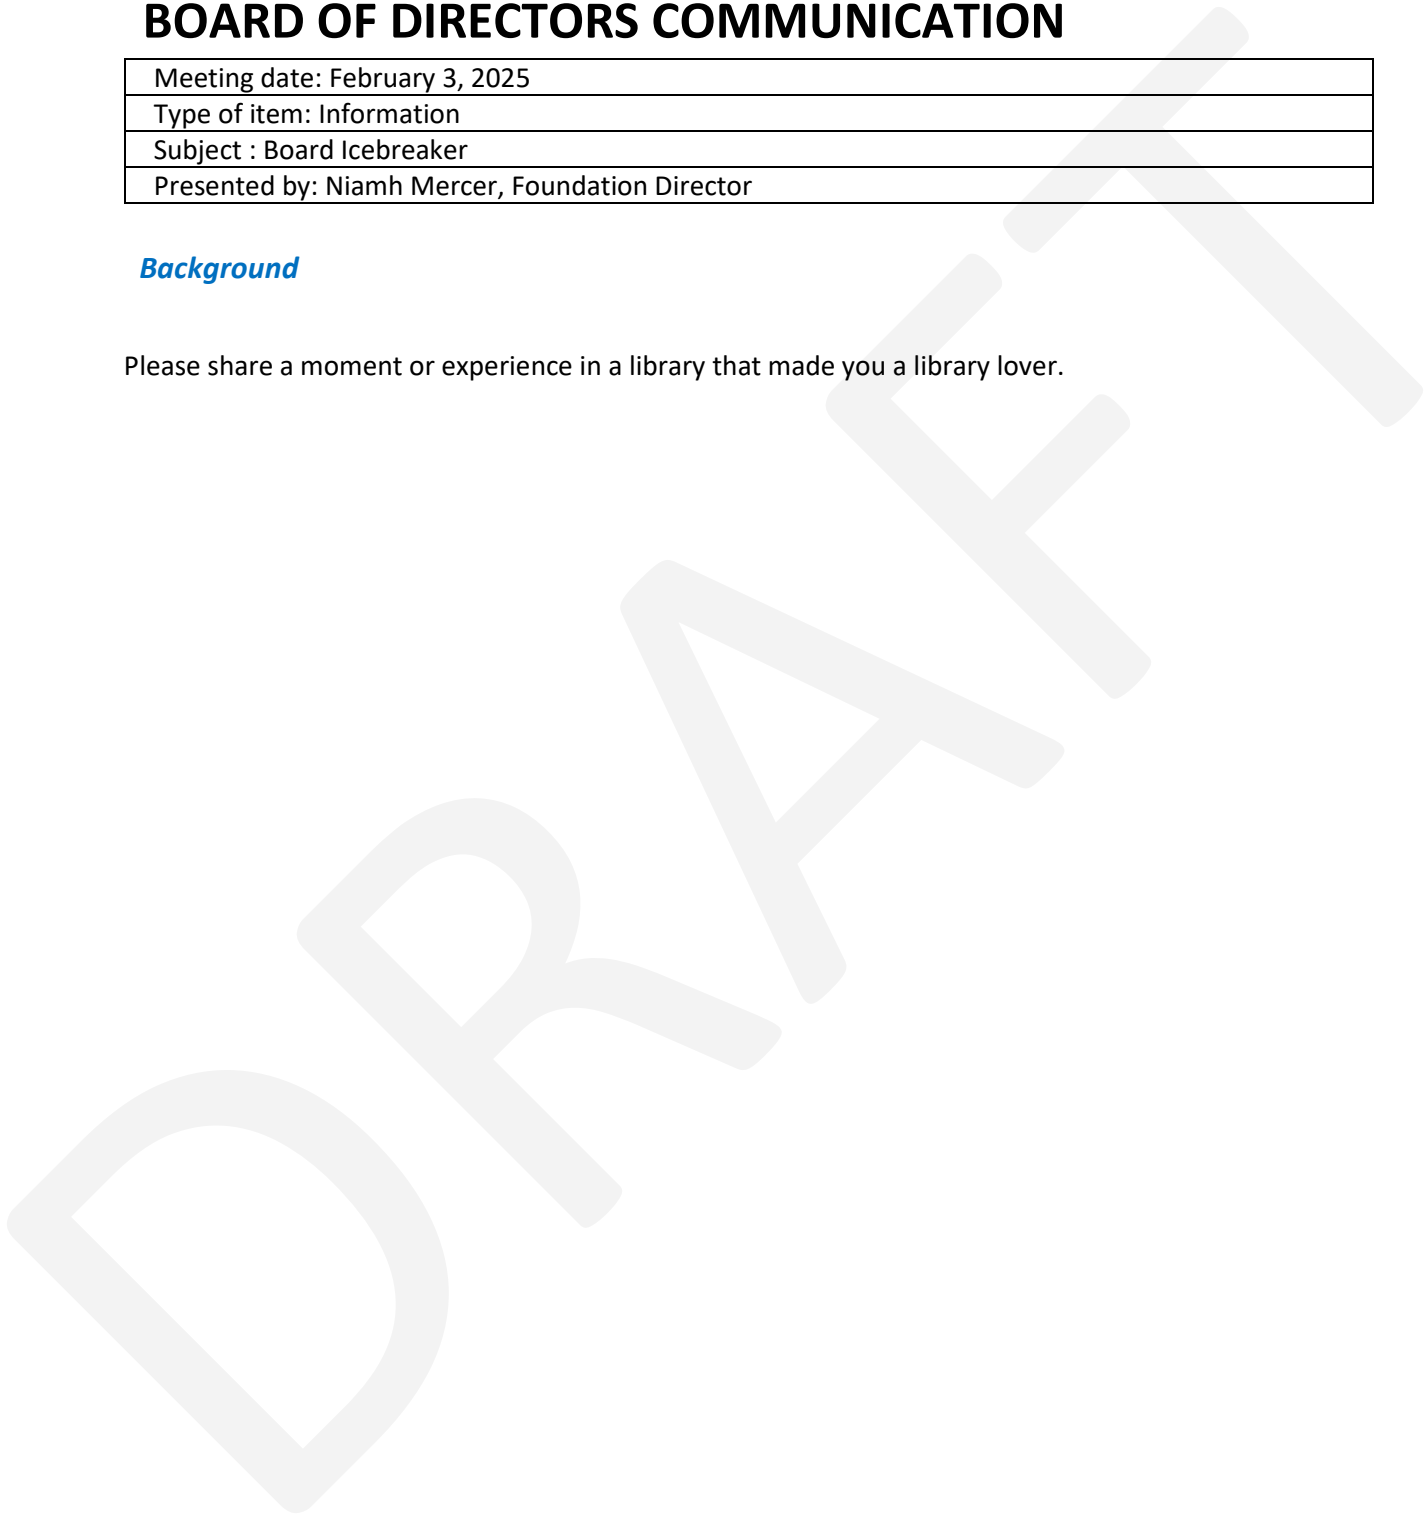 BOARD OF DIRECTORS COMMUNICATION
Meeting date: February 3, 2025
Type of item: Information
Subject : Board Icebreaker
Presented by: Niamh Mercer, Foundation Director
Background
Please share a moment or experience in a library that made you a library lover.
DRAFT